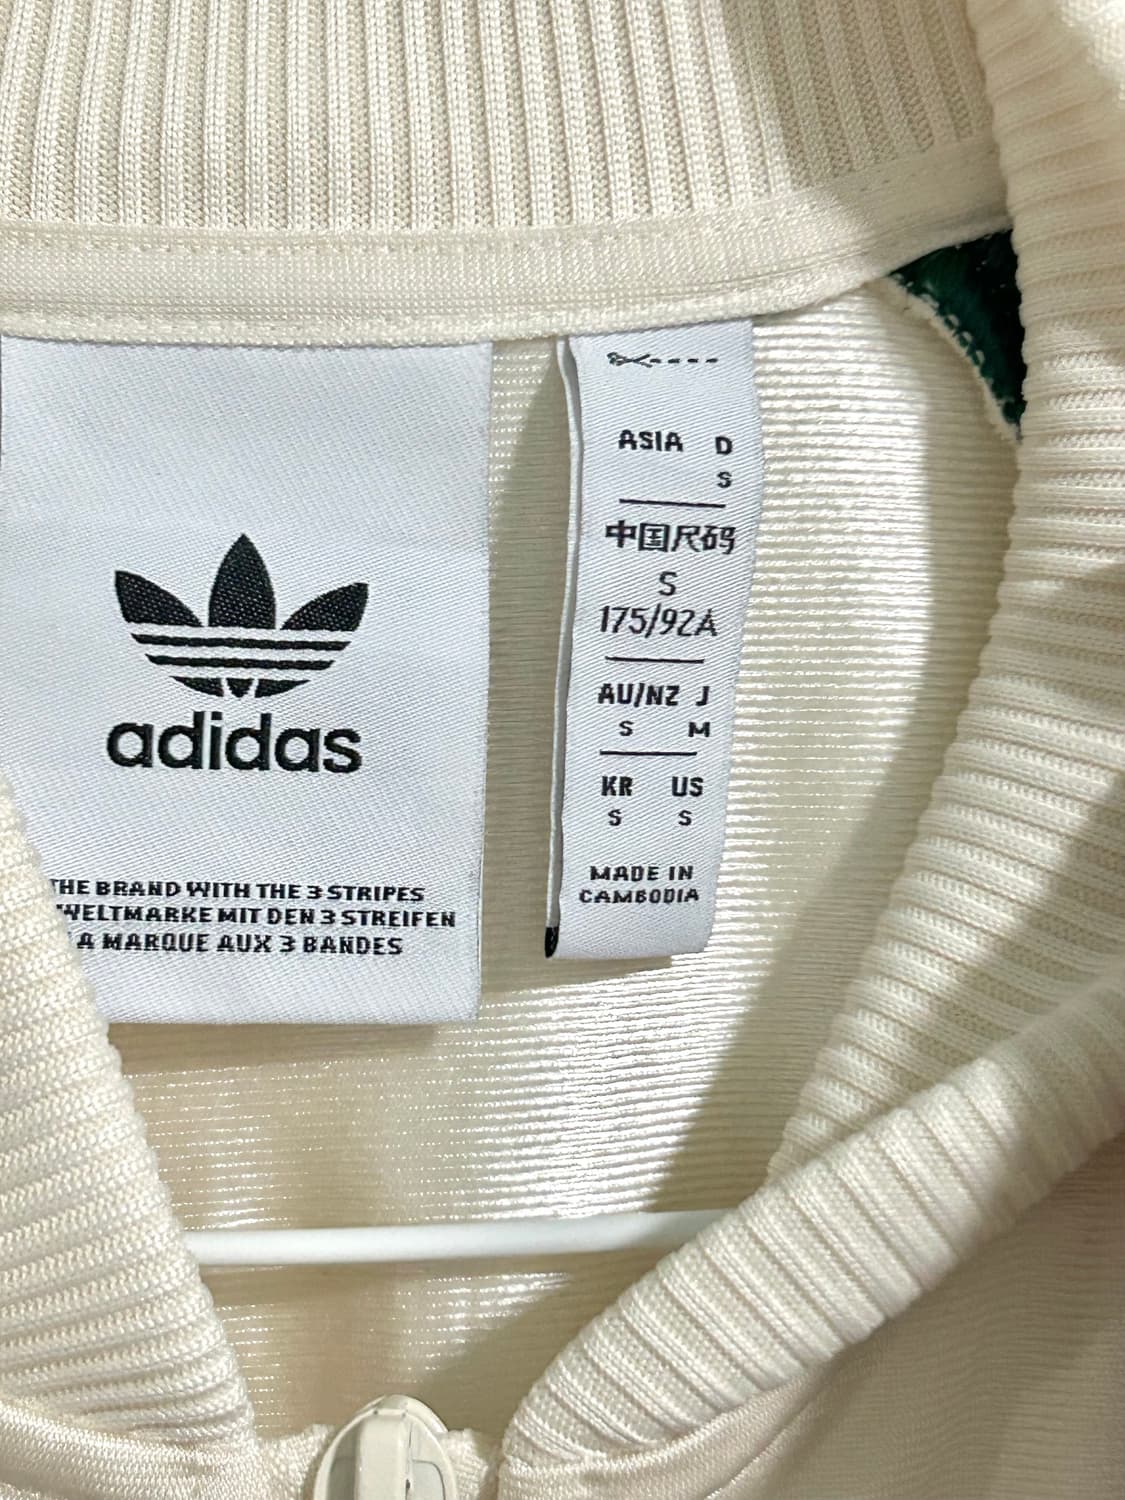 adidas
THE BRAND WITH THE 3 STRIPES
WELTMARKE MIT DEN 3 STREIFEN
LA MARQUE AUX 3 BANDES
ASIA D
S
中国尺码
S
175/92A
AU/NZ J
S M
KR US
S S
MADE IN
CAMBODIA